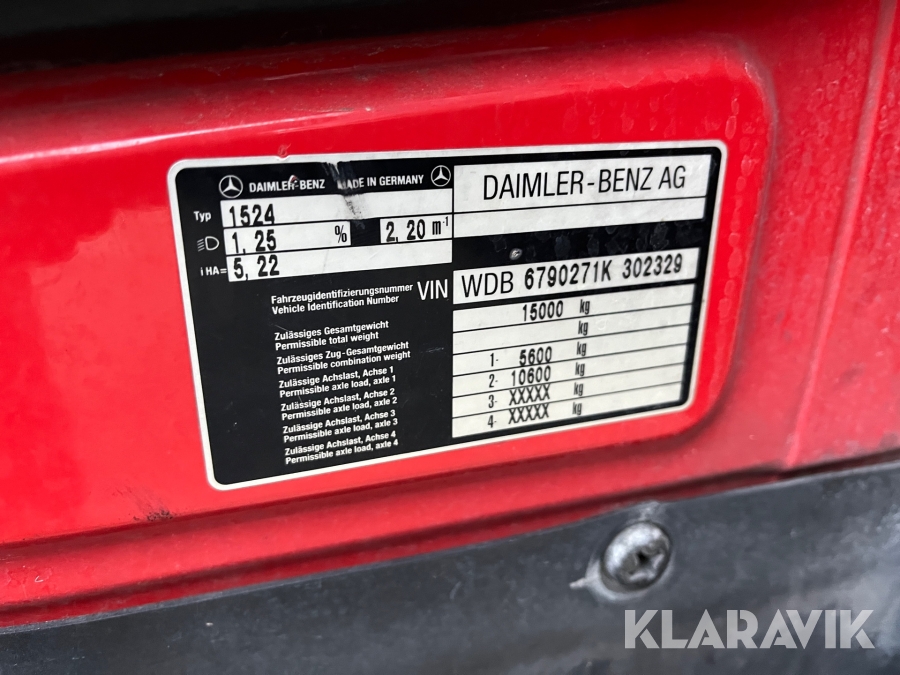 DAIMLER-BENZ MADE IN GERMANY
DAIMLER-BENZ AG
Typ 1524
1,25 % 2,20 m⁻¹
i HA= 5,22
Fahrzeugidentifizierungsnummer
Vehicle Identification Number
VIN WDB 6790271K 302329
Zulässiges Gesamtgewicht
Permissible total weight
15000 kg
Zulässiges Zug-Gesamtgewicht
Permissible combination weight
kg
Zulässige Achslast, Achse 1
Permissible axle load, axle 1
1- 5600 kg
Zulässige Achslast, Achse 2
Permissible axle load, axle 2
2- 10600 kg
Zulässige Achslast, Achse 3
Permissible axle load, axle 3
3- XXXXX kg
Zulässige Achslast, Achse 4
Permissible axle load, axle 4
4- XXXXX kg
KLARAVIK